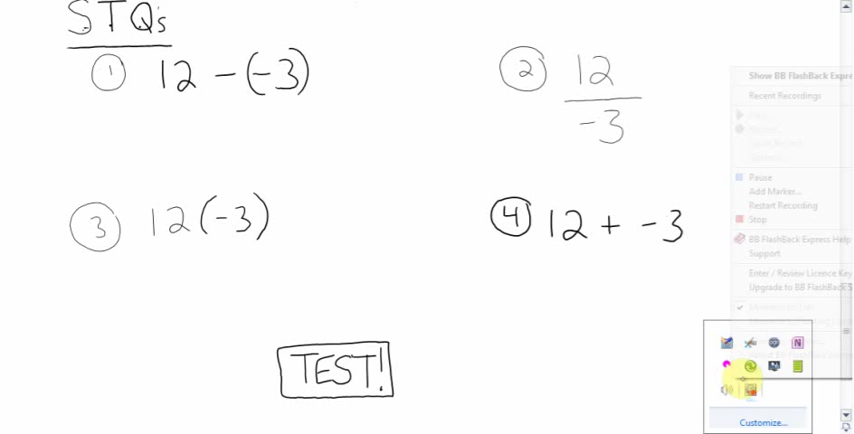 STQs
① 12 - (-3)
② 12
-3
③ 12(-3)
④ 12 + -3
TEST!
Show BB FlashBack Expre
Recent Recordings
Pause
Add Marker...
Restart Recording
Stop
BB FlashBack Express Help
Support
Enter / Review Licence Key
Upgrade to BB FlashBack S
Customize...